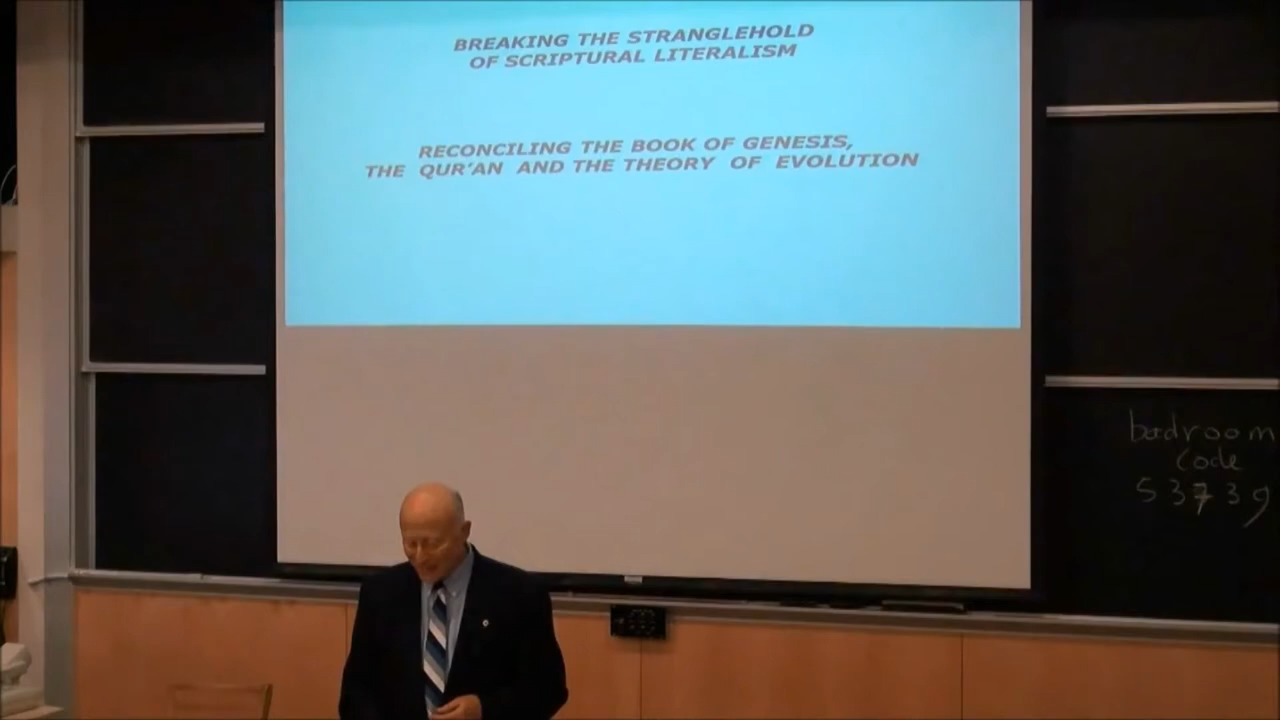 BREAKING THE STRANGLEHOLD
OF SCRIPTURAL LITERALISM
RECONCILING THE BOOK OF GENESIS,
THE QUR'AN AND THE THEORY OF EVOLUTION
badroom
code
53739